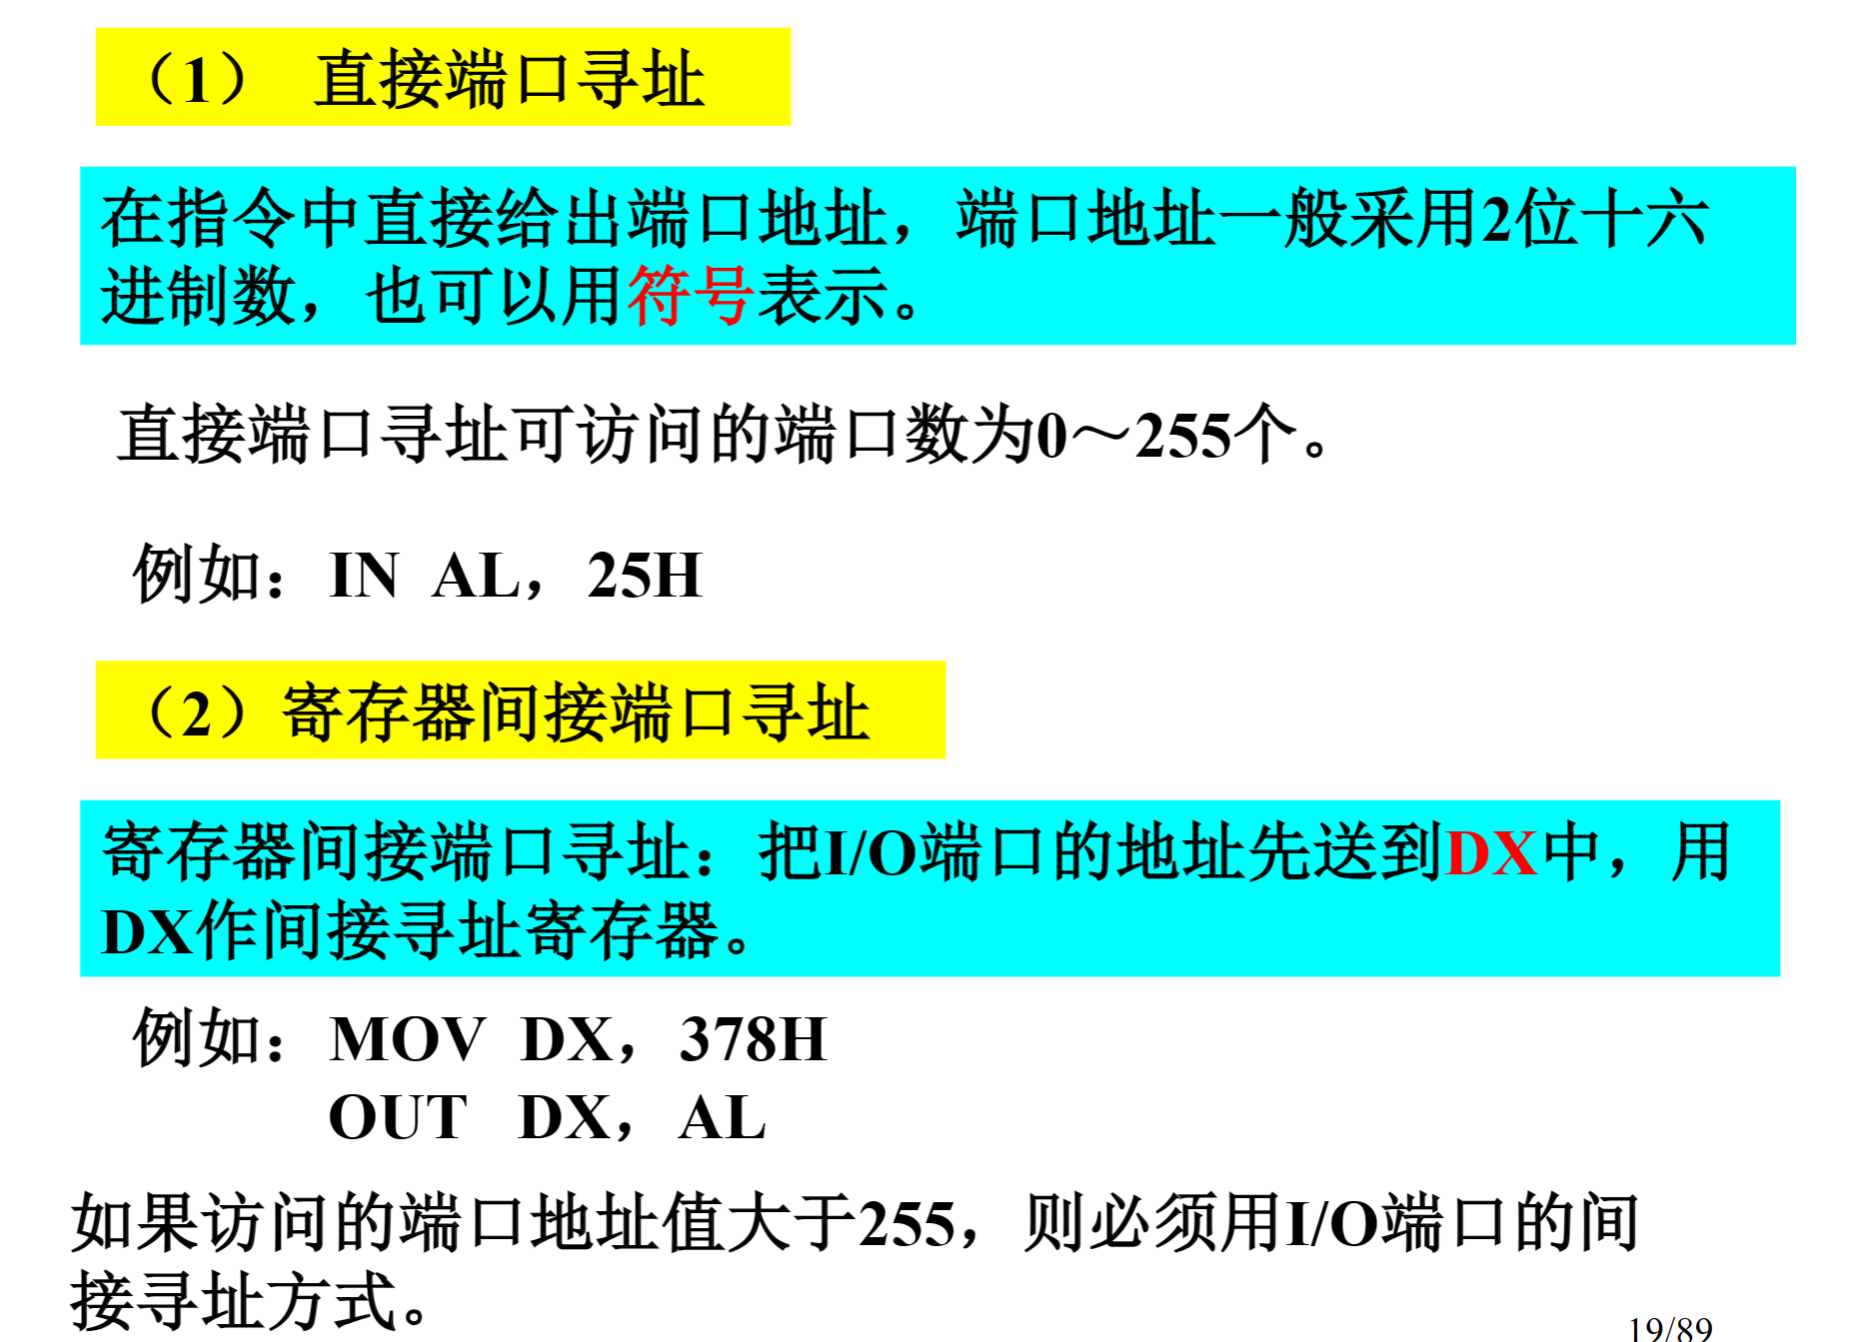 （1） 直接端口寻址
在指令中直接给出端口地址，端口地址一般采用2位十六
进制数，也可以用符号表示。
直接端口寻址可访问的端口数为0～255个。
例如：IN AL，25H
（2）寄存器间接端口寻址
寄存器间接端口寻址：把I/O端口的地址先送到DX中，用
DX作间接寻址寄存器。
例如：MOV DX，378H
OUT DX，AL
如果访问的端口地址值大于255，则必须用I/O端口的间
接寻址方式。
19/89